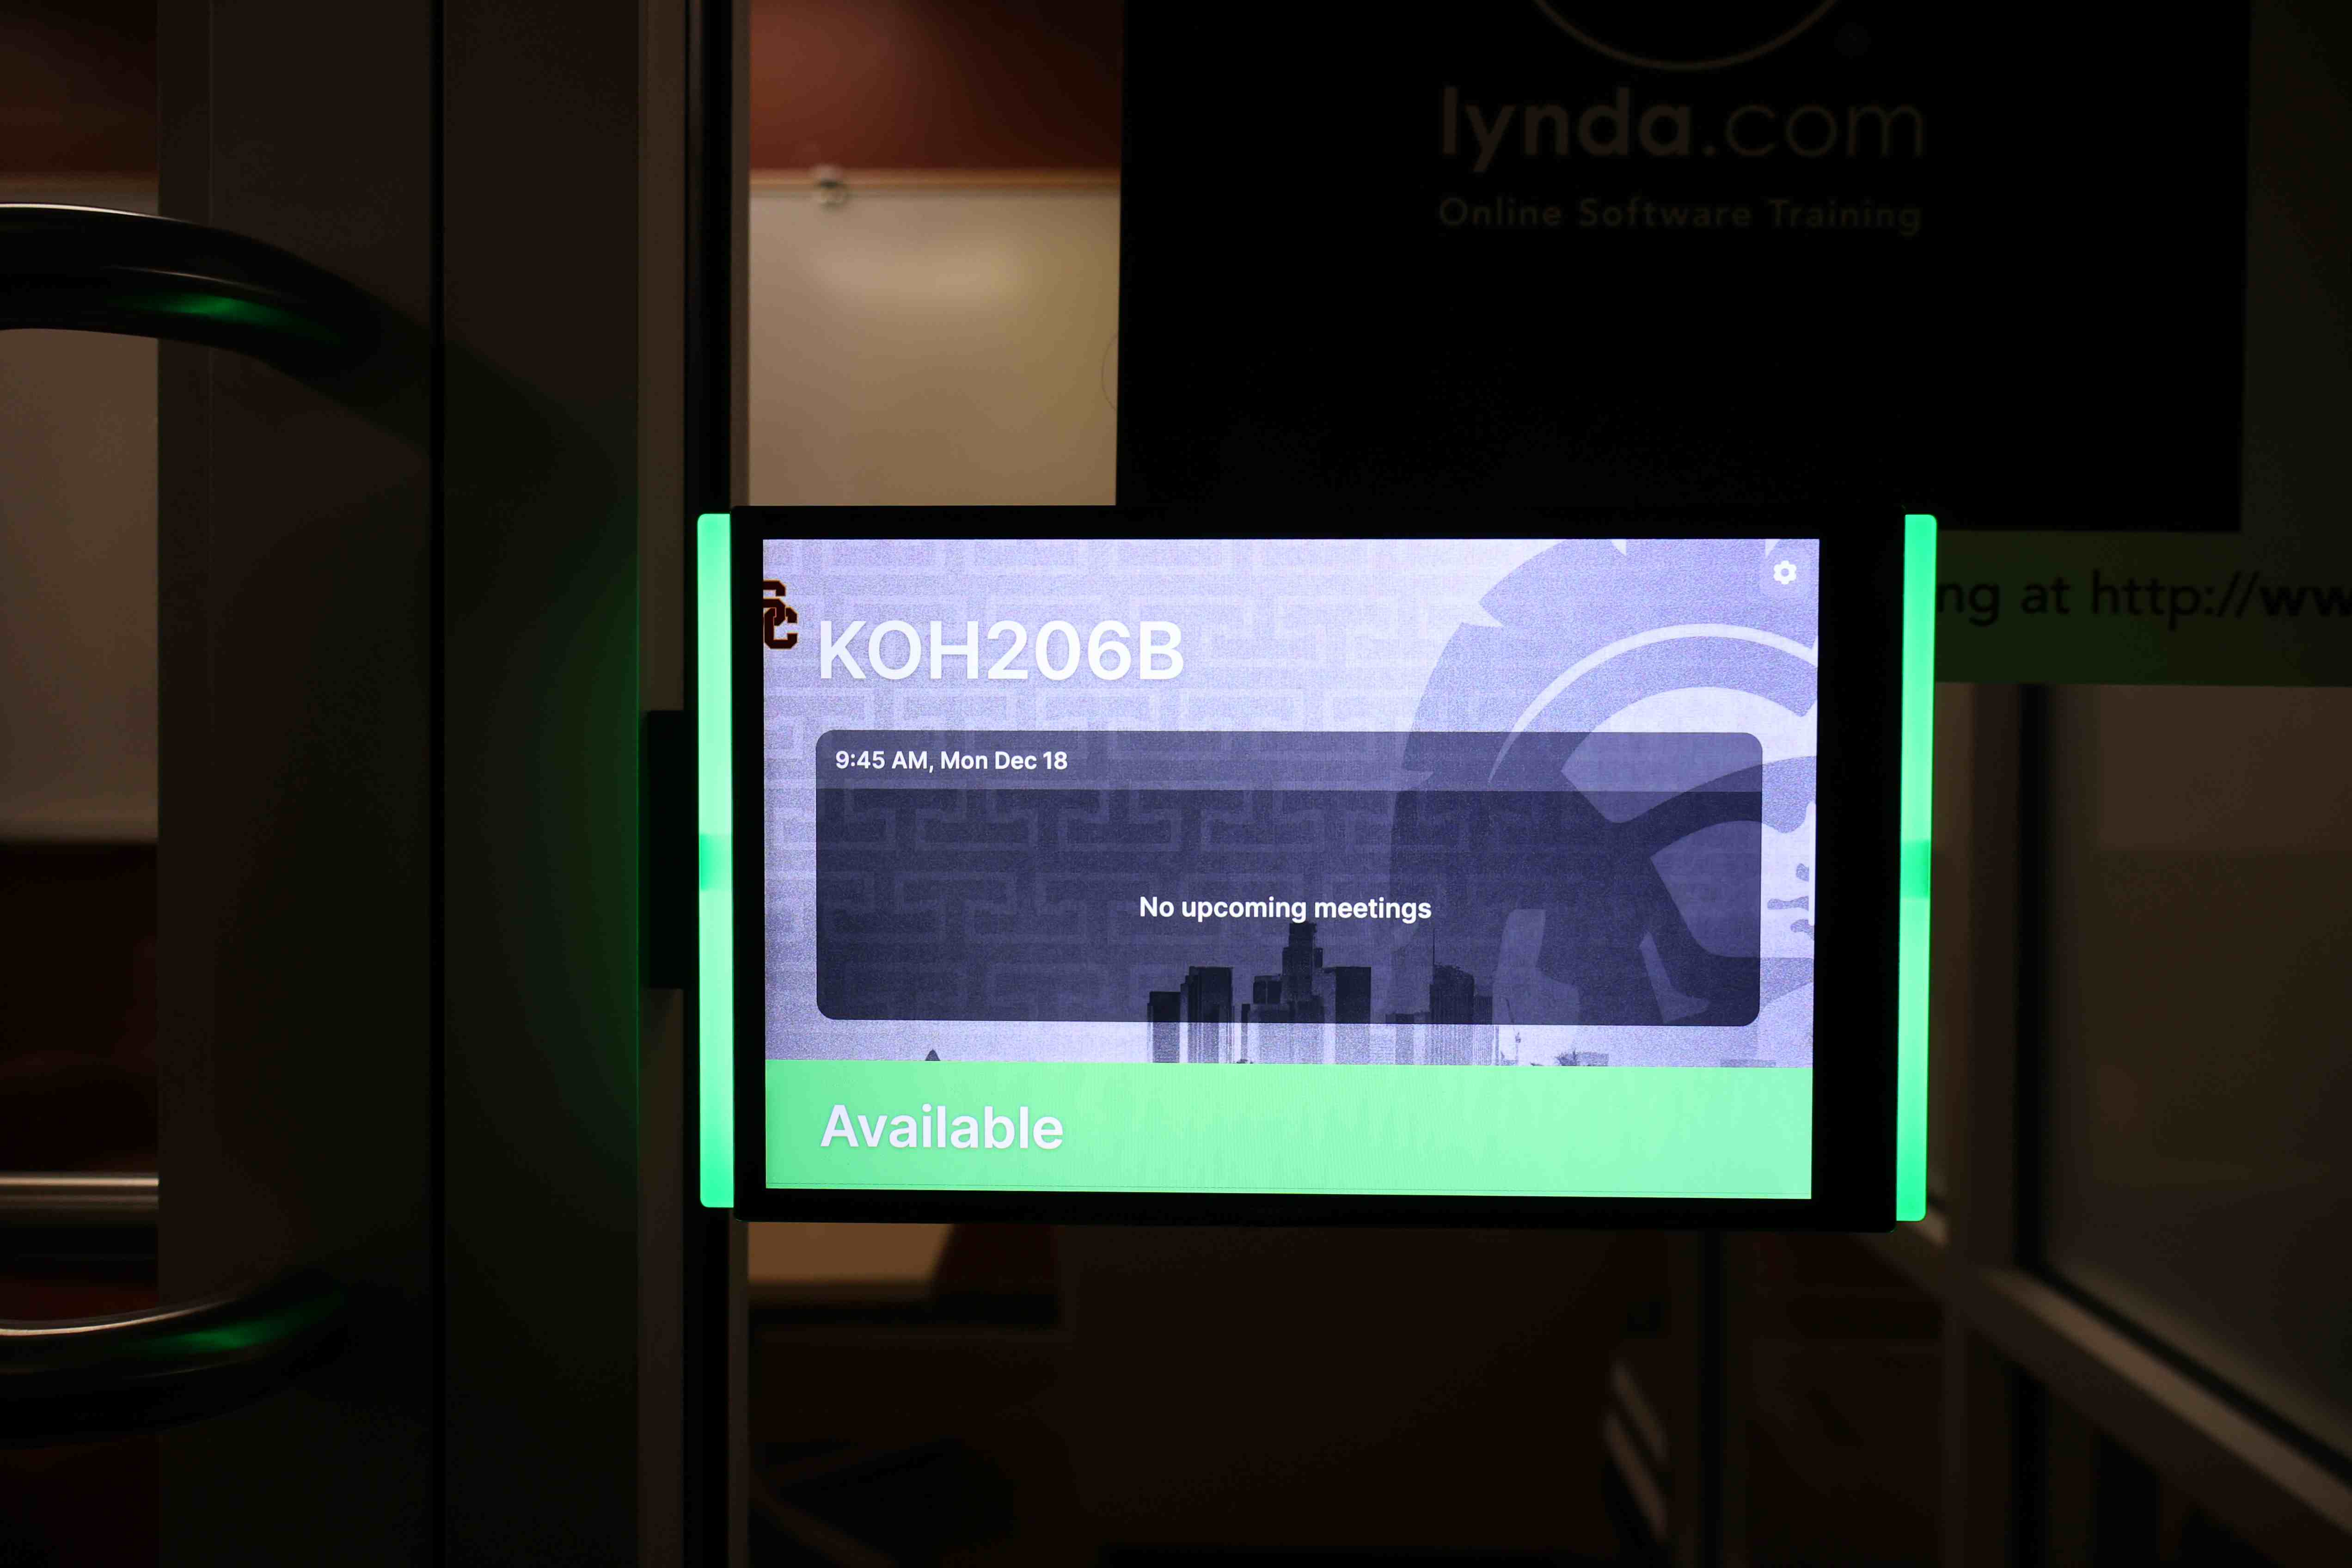 lynda.com
Online Software Training
ng at http://ww
SC
KOH206B
9:45 AM, Mon Dec 18
No upcoming meetings
Available